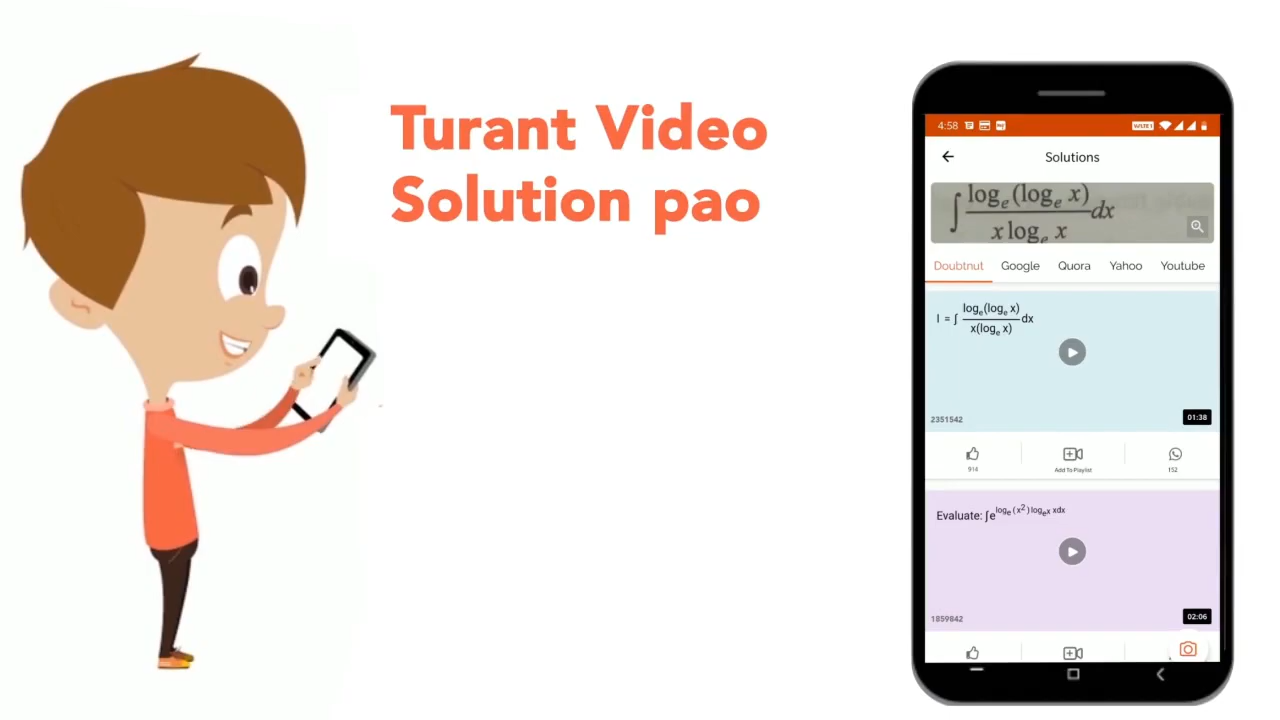 Turant Video
Solution pao
4:58
VoLTE1
Solutions
∫ logₑ(logₑ x) / x logₑ x dx
Doubtnut Google Quora Yahoo Youtube
I = ∫ logₑ(logₑ x) / x(logₑ x) dx
2351542 01:38
914 Add To Playlist 152
Evaluate: ∫e^logₑ(x²)logₑx xdx
1859842 02:06